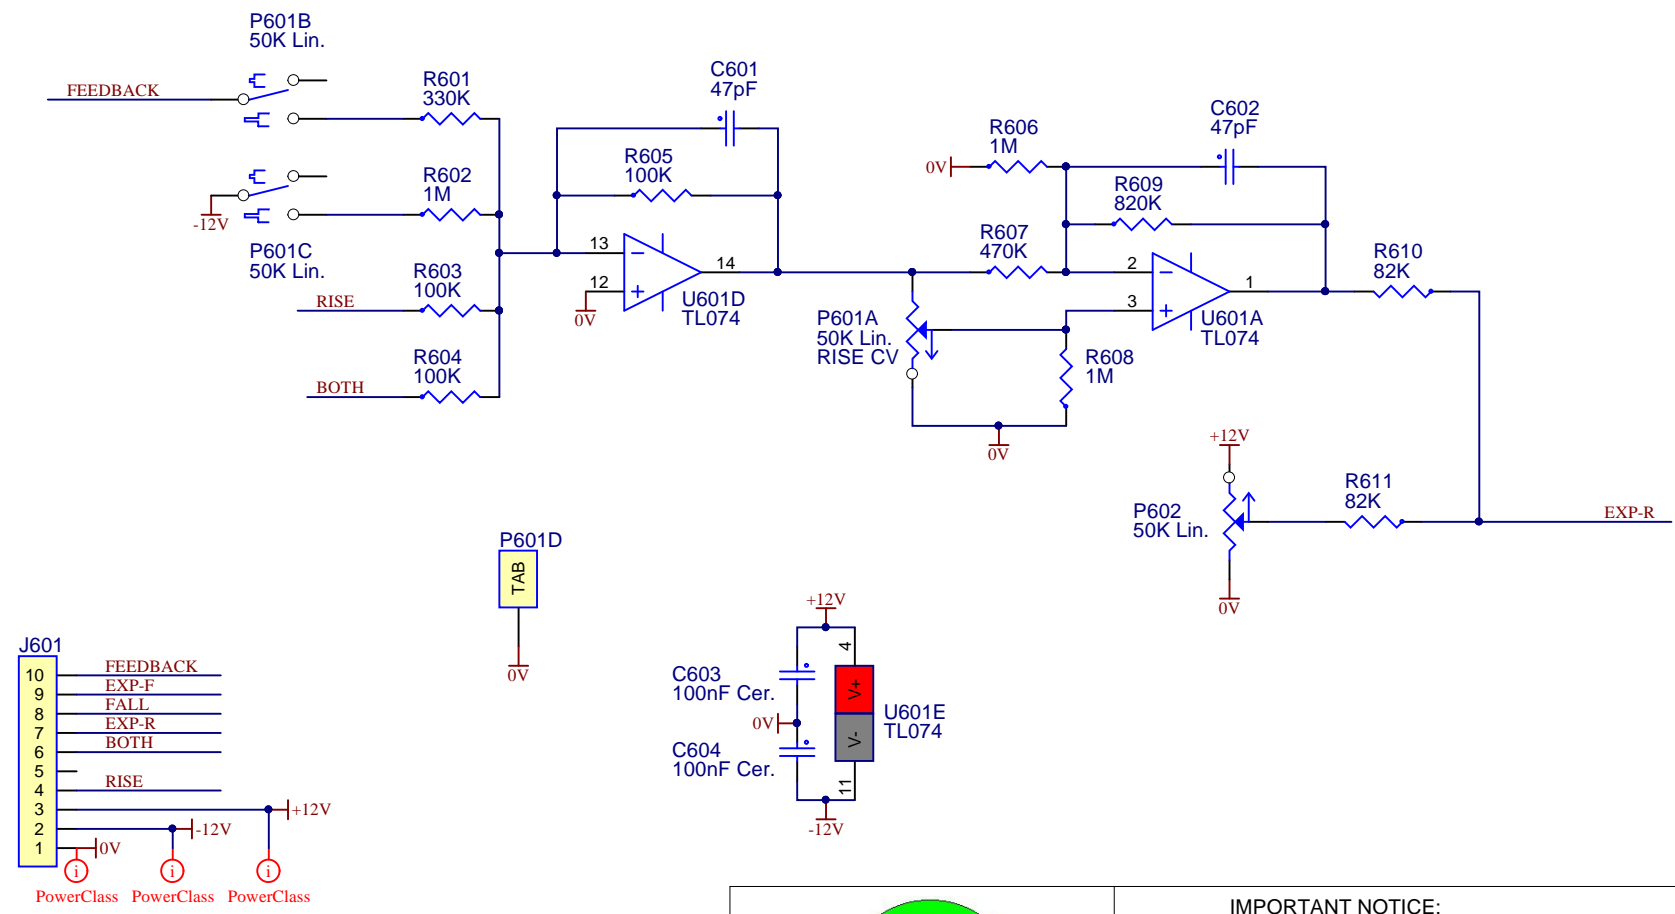 P601B
50K Lin.
FEEDBACK
R601
330K
R602
1M
-12V
P601C
50K Lin.
R603
100K
RISE
R604
100K
BOTH
C601
47pF
R605
100K
13
12
14
0V
U601D
TL074
R606
1M
0V
C602
47pF
R609
820K
R607
470K
2
3
1
U601A
TL074
P601A
50K Lin.
RISE CV
R608
1M
0V
R610
82K
+12V
P602
50K Lin.
0V
R611
82K
EXP-R
P601D
TAB
0V
+12V
C603
100nF Cer.
0V
C604
100nF Cer.
-12V
4
V+
V-
11
U601E
TL074
J601
10 FEEDBACK
9 EXP-F
8 FALL
7 EXP-R
6 BOTH
5
4 RISE
3 +12V
2 -12V
1 0V
i i i
PowerClass PowerClass PowerClass
IMPORTANT NOTICE: